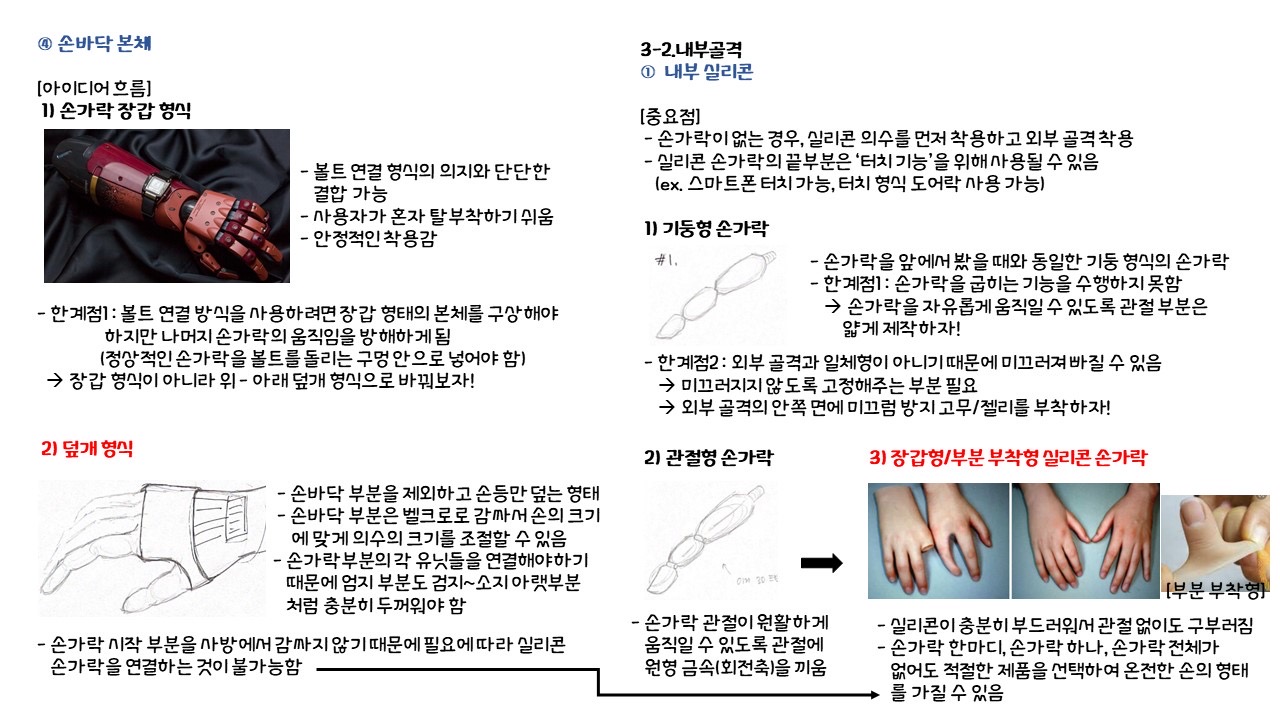 ④ 손바닥 본체
[아이디어 흐름]
1) 손가락 장갑 형식
- 볼트 연결 형식의 의지와 단단한
결합 가능
- 사용자가 혼자 탈부착하기 쉬움
- 안정적인 착용감
- 한계점1 : 볼트 연결 방식을 사용하려면 장갑 형태의 본체를 구상해야
하지만 나머지 손가락의 움직임을 방해하게 됨
(정상적인 손가락을 볼트를 돌리는 구멍 안으로 넣어야 함)
→ 장갑 형식이 아니라 위 - 아래 덮개 형식으로 바꿔보자!
2) 덮개 형식
- 손바닥 부분을 제외하고 손등만 덮는 형태
- 손바닥 부분은 벨크로로 감싸서 손의 크기
에 맞게 의수의 크기를 조절할 수 있음
- 손가락부분의 각 유닛들을 연결해야하기
때문에 엄지 부분도 검지~소지 아랫부분
처럼 충분히 두꺼워야 함
- 손가락 시작 부분을 사방에서 감싸지 않기 때문에 필요에 따라 실리콘
손가락을 연결하는 것이 불가능함
3-2.내부골격
① 내부 실리콘
[중요점]
- 손가락이 없는 경우, 실리콘 의수를 먼저 착용하고 외부 골격 착용
- 실리콘 손가락의 끝부분은 ‘터치 기능’을 위해 사용될 수 있음
(ex. 스마트폰 터치 가능, 터치 형식 도어락 사용 가능)
1) 기둥형 손가락
#1.
- 손가락을 앞에서 봤을 때와 동일한 기둥 형식의 손가락
- 한계점1 : 손가락을 굽히는 기능을 수행하지 못함
→ 손가락을 자유롭게 움직일 수 있도록 관절 부분은
얇게 제작하자!
- 한계점2 : 외부 골격과 일체형이 아니기 때문에 미끄러져 빠질 수 있음
→ 미끄러지지 않도록 고정해주는 부분 필요
→ 외부 골격의 안쪽 면에 미끄럼 방지 고무/젤리를 부착하자!
2) 관절형 손가락
- 손가락 관절이 원활하게
움직일 수 있도록 관절에
원형 금속(회전축)을 끼움
3) 장갑형/부분 부착형 실리콘 손가락
[부분 부착형]
- 실리콘이 충분히 부드러워서 관절 없이도 구부러짐
- 손가락 한마디, 손가락 하나, 손가락 전체가
없어도 적절한 제품을 선택하여 온전한 손의 형태
를 가질 수 있음